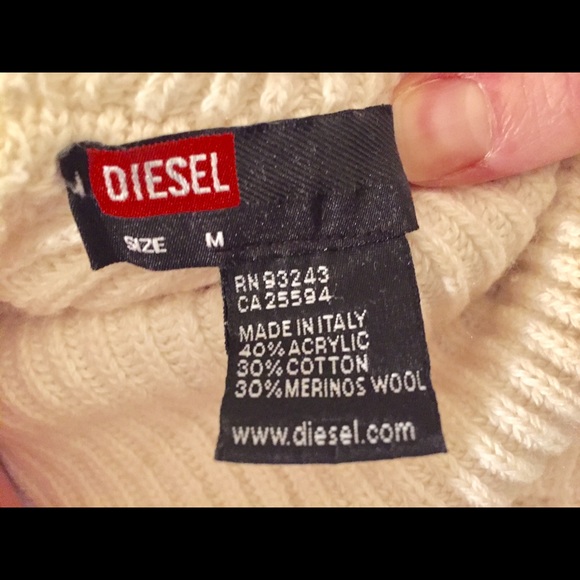 DIESEL
SIZE M
RN 93243
CA 25594
MADE IN ITALY
40% ACRYLIC
30% COTTON
30% MERINOS WOOL
www.diesel.com